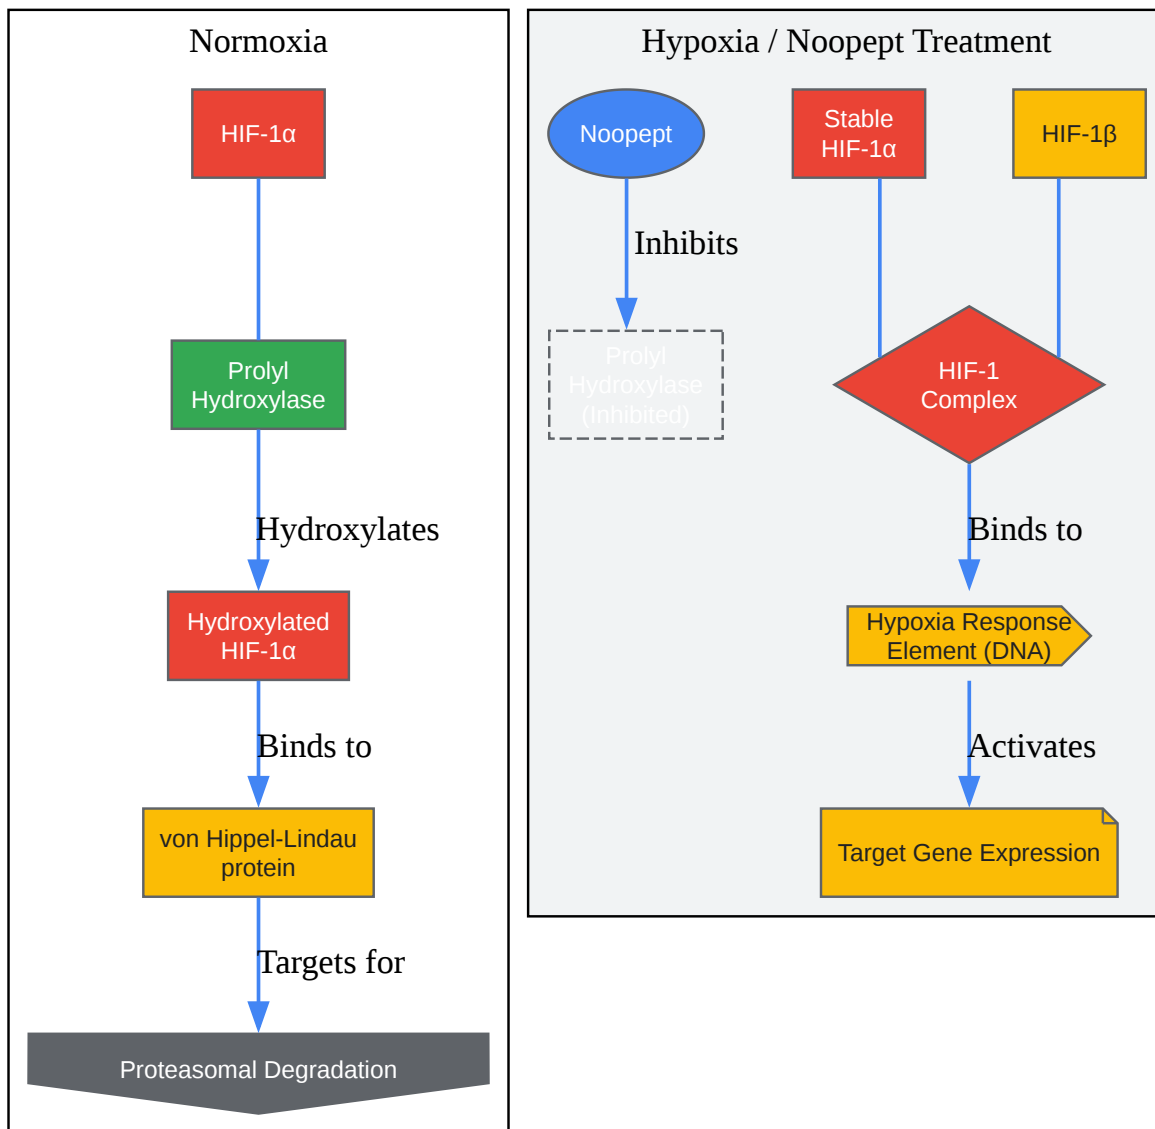 Normoxia
HIF-1α
Prolyl
Hydroxylase
Hydroxylates
Hydroxylated
HIF-1α
Binds to
von Hippel-Lindau
protein
Targets for
Proteasomal Degradation
Hypoxia / Noopept Treatment
Noopept
Inhibits
Prolyl
Hydroxylase
(Inhibited)
Stable
HIF-1α
HIF-1β
HIF-1
Complex
Binds to
Hypoxia Response
Element (DNA)
Activates
Target Gene Expression